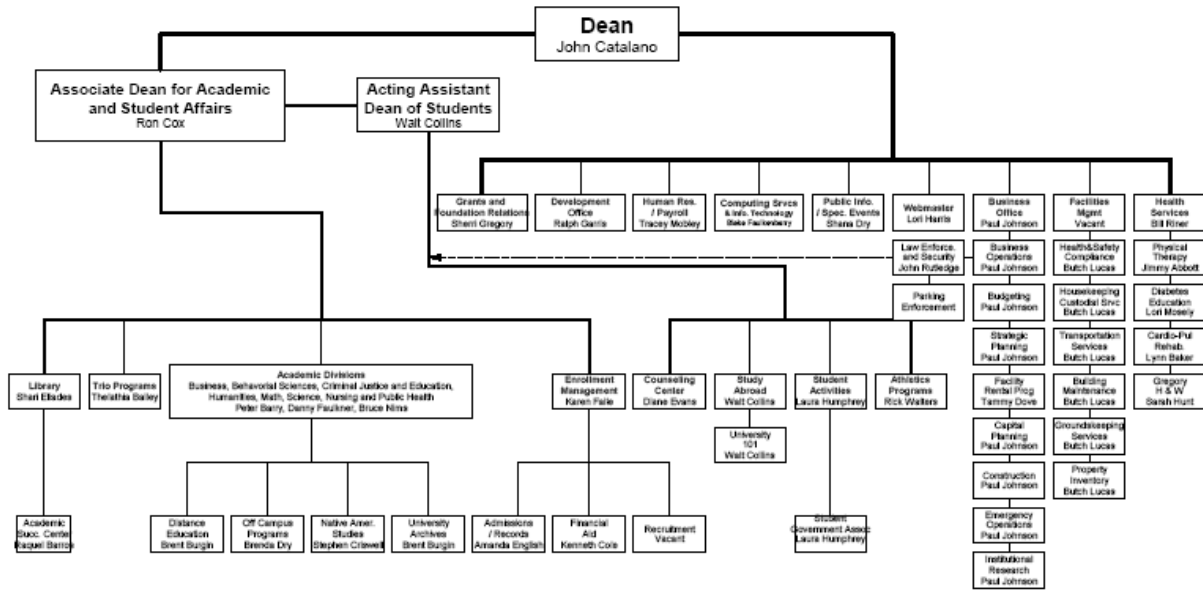 Dean
John Catalano
Associate Dean for Academic
and Student Affairs
Ron Cox
Acting Assistant
Dean of Students
Walt Collins
Grants and
Foundation Relations
Sherri Gregory
Development
Office
Ralph Garris
Human Res.
/ Payroll
Tracey Mobley
Computing Srvcs
& Info. Technology
Blake Faulkenberry
Public Info.
/ Spec. Events
Shana Dry
Webmaster
Lori Harris
Business
Office
Paul Johnson
Facilities
Mgmt
Vacant
Health
Services
Bill Riner
Law Enforce.
and Security
John Rutledge
Business
Operations
Paul Johnson
Health&Safety
Compliance
Butch Lucas
Physical
Therapy
Jimmy Abbott
Parking
Enforcement
Budgeting
Paul Johnson
Housekeeping
Custodial Srvc
Butch Lucas
Diabetes
Education
Lori Mosely
Strategic
Planning
Paul Johnson
Transportation
Services
Butch Lucas
Cardio-Pul
Rehab.
Lynn Baker
Library
Shari Eliades
Trio Programs
Thelathia Bailey
Academic Divisions
Business, Behavorial Sciences, Criminal Justice and Education,
Humanities, Math, Science, Nursing and Public Health
Peter Barry, Danny Faulkner, Bruce Nims
Enrollment
Management
Karen Faile
Counseling
Center
Diane Evans
Study
Abroad
Walt Collins
Student
Activities
Laura Humphrey
Athletics
Programs
Rick Walters
Facility
Rental Prog
Tammy Dove
Building
Maintenance
Butch Lucas
Gregory
H & W
Sarah Hunt
University
101
Walt Collins
Capital
Planning
Paul Johnson
Groundskeeping
Services
Butch Lucas
Construction
Paul Johnson
Property
Inventory
Butch Lucas
Academic
Succ. Center
Raquel Barros
Distance
Education
Brent Burgin
Off Campus
Programs
Brenda Dry
Native Amer.
Studies
Stephen Criswell
University
Archives
Brent Burgin
Admissions
/ Records
Amanda English
Financial
Aid
Kenneth Cole
Recruitment
Vacant
Student
Government Assoc
Laura Humphrey
Emergency
Operations
Paul Johnson
Institutional
Research
Paul Johnson